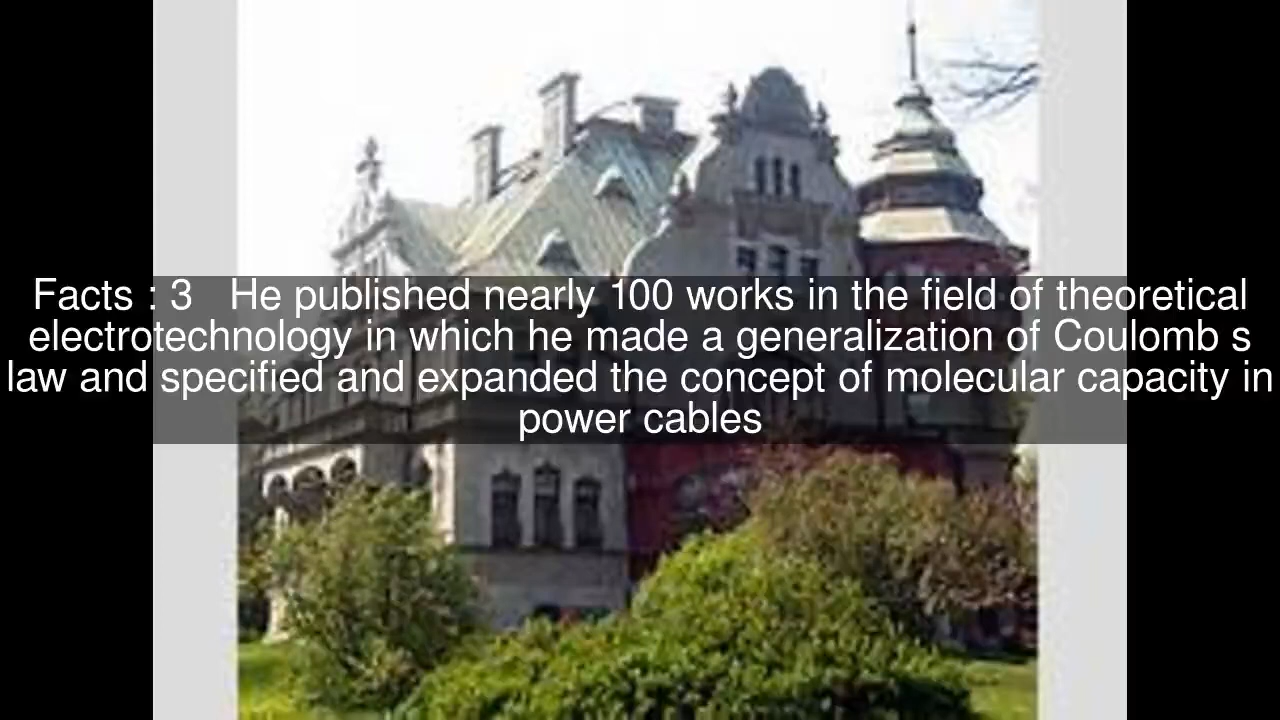 Facts : 3 He published nearly 100 works in the field of theoretical
electrotechnology in which he made a generalization of Coulomb s
law and specified and expanded the concept of molecular capacity in
power cables